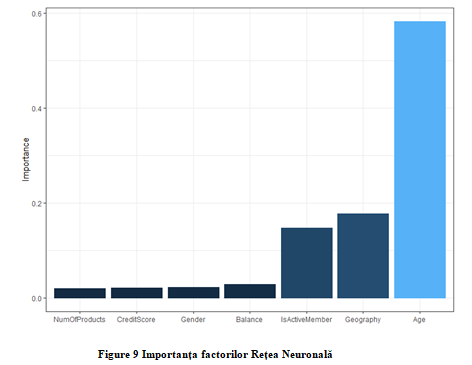 0.6
0.4
0.2
0.0
Importance
NumOfProducts CreditScore Gender Balance IsActiveMember Geography Age
Figure 9 Importanța factorilor Rețea Neuronală